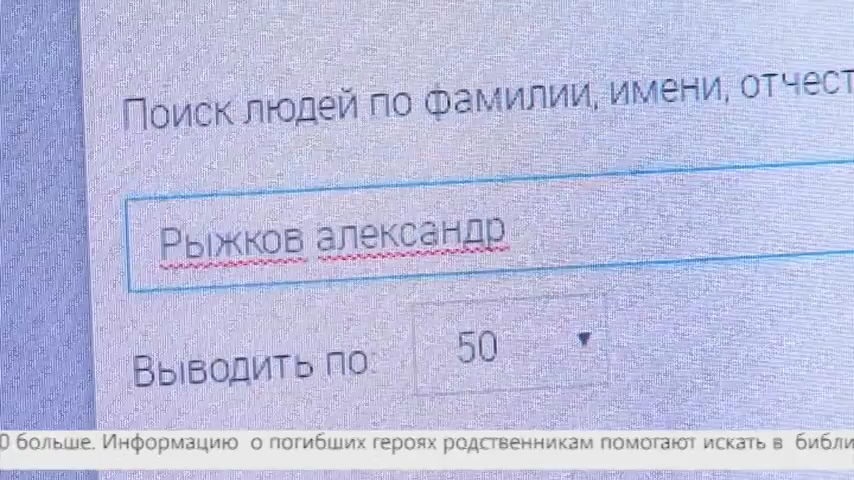 Поиск людей по фамилии, имени, отчест
Рыжков александр
Выводить по: 50
0 больше. Информацию о погибших героях родственникам помогают искать в библи